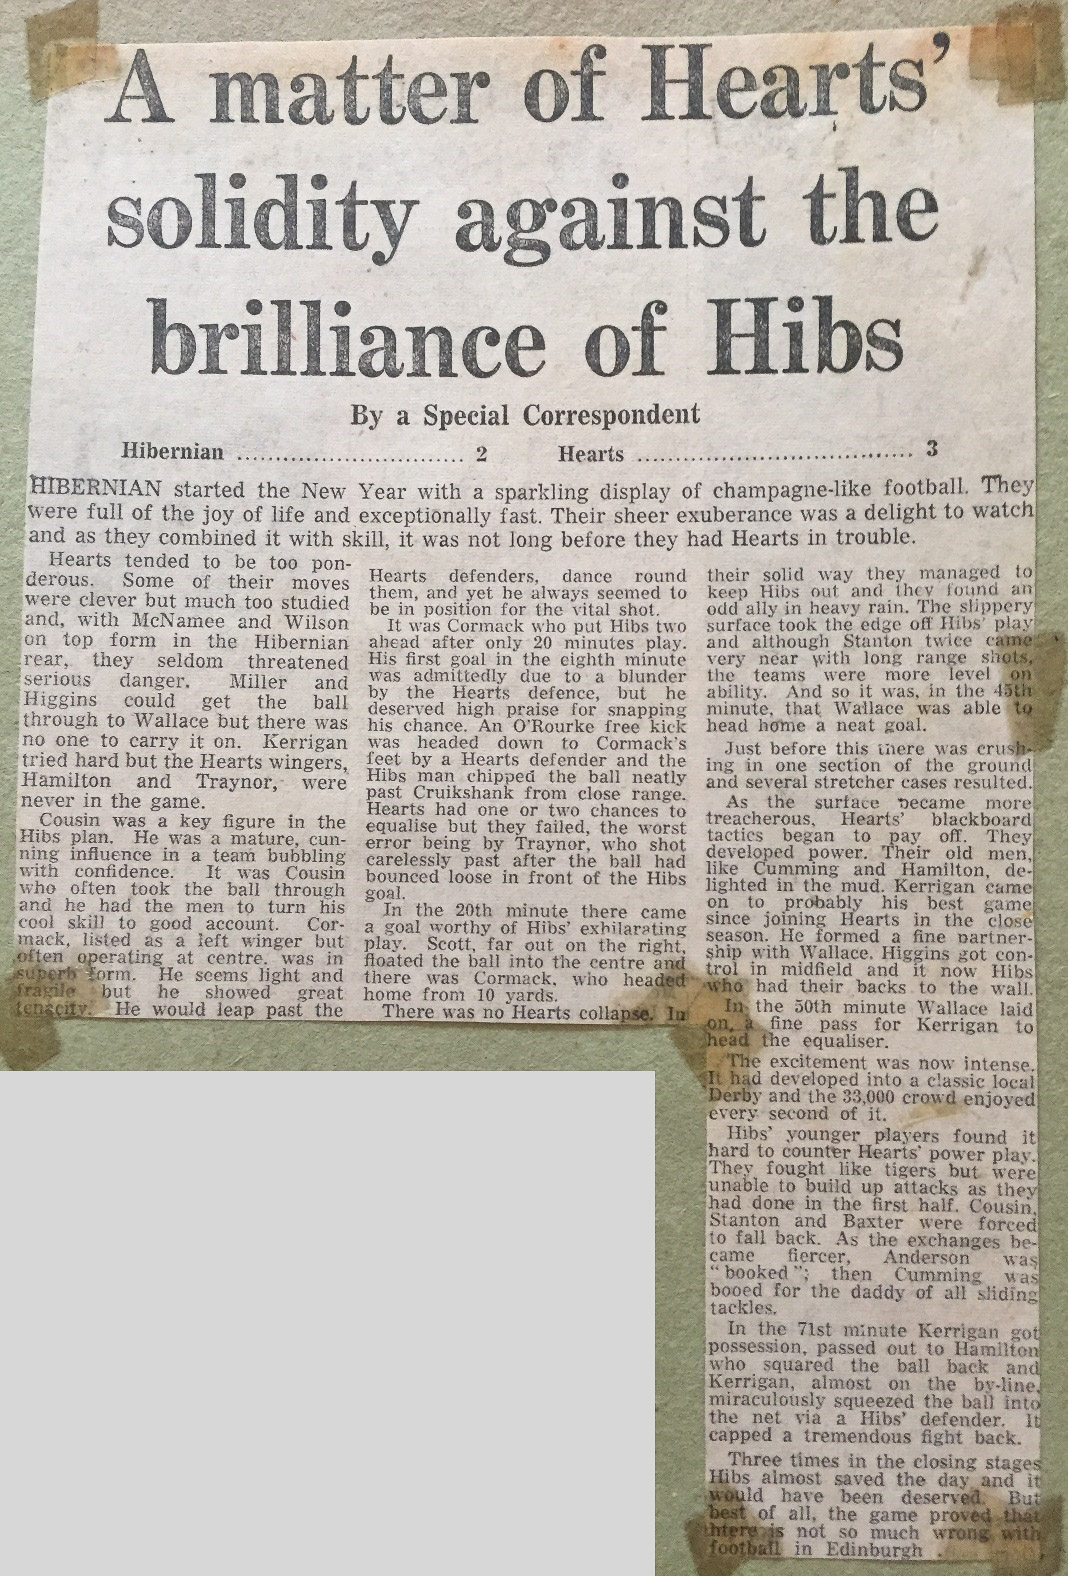 A matter of Hearts'
solidity against the
brilliance of Hibs
By a Special Correspondent
Hibernian ............................. 2 Hearts .................................... 3
HIBERNIAN started the New Year with a sparkling display of champagne-like football. They
were full of the joy of life and exceptionally fast. Their sheer exuberance was a delight to watch
and as they combined it with skill, it was not long before they had Hearts in trouble.
Hearts tended to be too pon-
derous. Some of their moves
were clever but much too studied
and, with McNamee and Wilson
on top form in the Hibernian
rear, they seldom threatened
serious danger. Miller and
Higgins could get the ball
through to Wallace but there was
no one to carry it on. Kerrigan
tried hard but the Hearts wingers,
Hamilton and Traynor, were
never in the game.
Cousin was a key figure in the
Hibs plan. He was a mature, cun-
ning influence in a team bubbling
with confidence. It was Cousin
who often took the ball through
and he had the men to turn his
cool skill to good account. Cor-
mack, listed as a left winger but
often operating at centre. was in
superb form. He seems light and
fragile but he showed great
tenacity. He would leap past the
Hearts defenders, dance round
them, and yet he always seemed to
be in position for the vital shot.
It was Cormack who put Hibs two
ahead after only 20 minutes play.
His first goal in the eighth minute
was admittedly due to a blunder
by the Hearts defence, but he
deserved high praise for snapping
his chance. An O'Rourke free kick
was headed down to Cormack's
feet by a Hearts defender and the
Hibs man chipped the ball neatly
past Cruikshank from close range.
Hearts had one or two chances to
equalise but they failed, the worst
error being by Traynor, who shot
carelessly past after the ball had
bounced loose in front of the Hibs
goal.
In the 20th minute there came
a goal worthy of Hibs' exhilarating
play. Scott, far out on the right,
floated the ball into the centre and
there was Cormack, who headed
home from 10 yards.
There was no Hearts collapse. In
their solid way they managed to
keep Hibs out and they found an
odd ally in heavy rain. The slippery
surface took the edge off Hibs' play
and although Stanton twice came
very near with long range shots,
the teams were more level on
ability. And so it was, in the 45th
minute, that Wallace was able to
head home a neat goal.
Just before this there was crush-
ing in one section of the ground
and several stretcher cases resulted.
As the surface became more
treacherous, Hearts' blackboard
tactics began to pay off. They
developed power. Their old men,
like Cumming and Hamilton, de-
lighted in the mud. Kerrigan came
on to probably his best game
since joining Hearts in the close
season. He formed a fine partner-
ship with Wallace. Higgins got con-
trol in midfield and it now Hibs
who had their backs to the wall.
In the 50th minute Wallace laid
on a fine pass for Kerrigan to
head the equaliser.
The excitement was now intense.
It had developed into a classic local
Derby and the 33,000 crowd enjoyed
every second of it.
Hibs' younger players found it
hard to counter Hearts' power play.
They fought like tigers but were
unable to build up attacks as they
had done in the first half. Cousin,
Stanton and Baxter were forced
to fall back. As the exchanges be-
came fiercer, Anderson was
"booked"; then Cumming was
booed for the daddy of all sliding
tackles.
In the 71st minute Kerrigan got
possession, passed out to Hamilton
who squared the ball back and
Kerrigan, almost on the by-line,
miraculously squeezed the ball into
the net via a Hibs' defender. It
capped a tremendous fight back.
Three times in the closing stages
Hibs almost saved the day and it
would have been deserved. But
best of all, the game proved that
htere is not so much wrong with
football in Edinburgh .